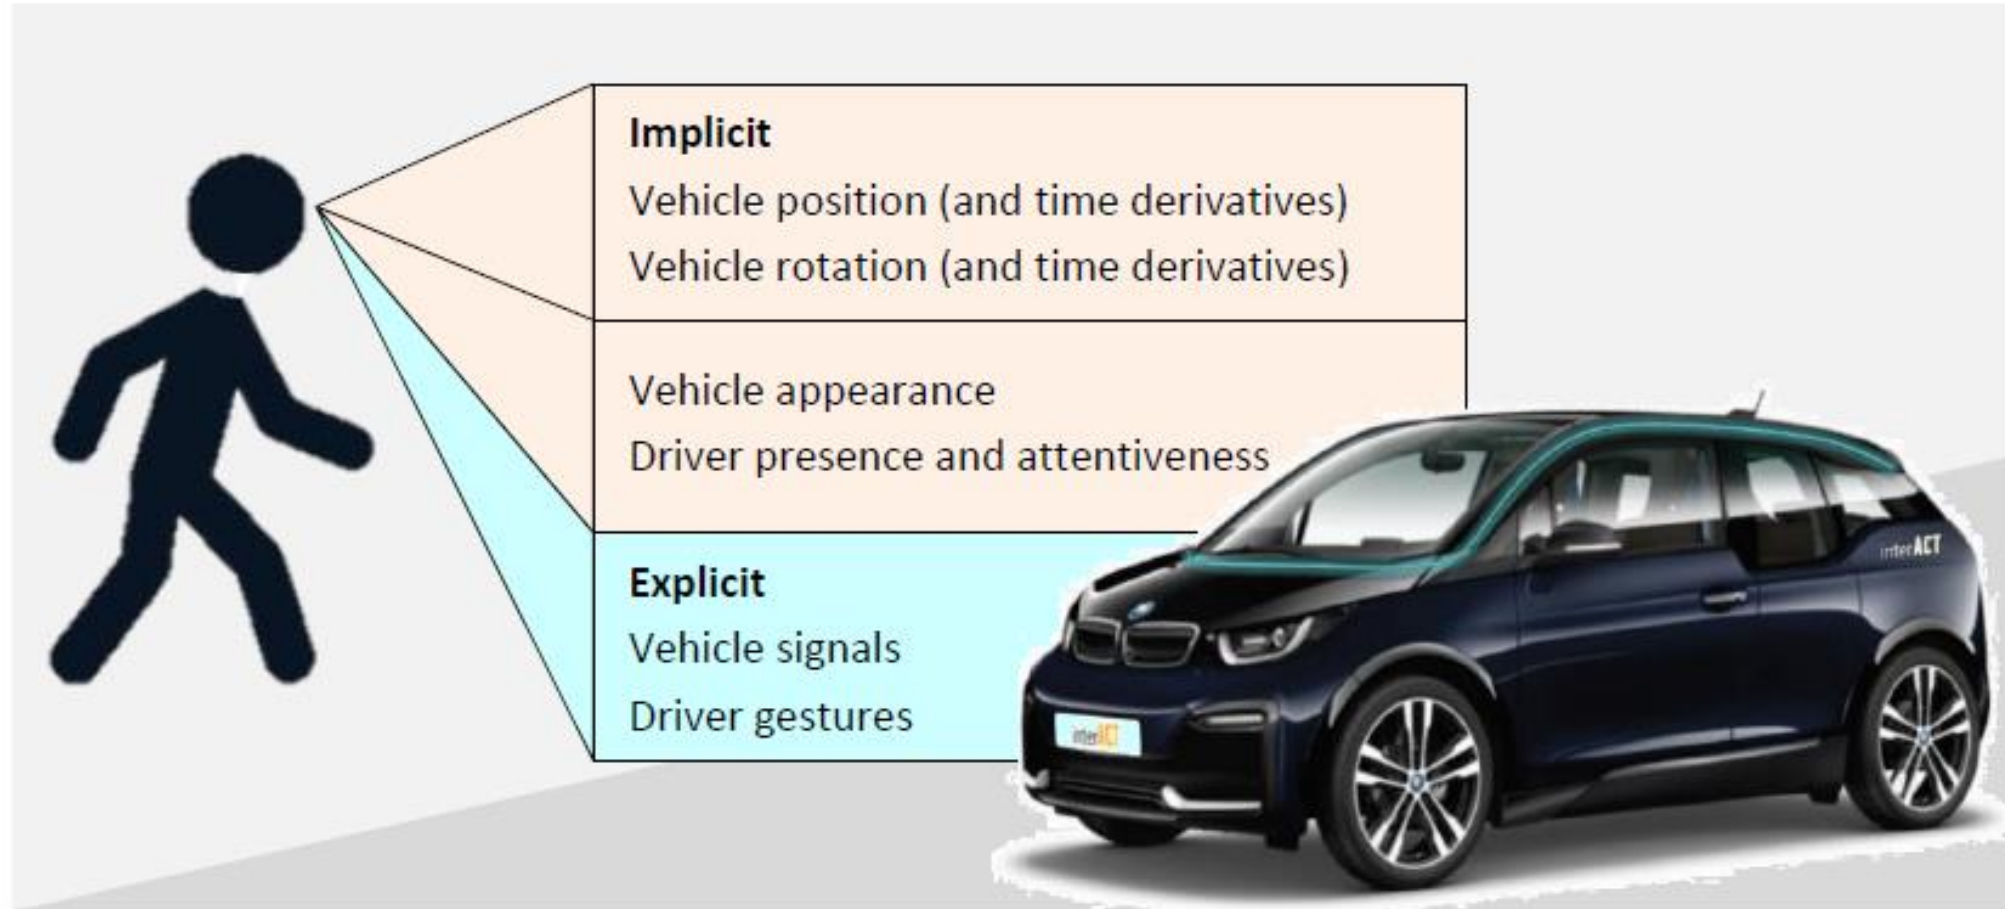 Implicit
Vehicle position (and time derivatives)
Vehicle rotation (and time derivatives)
Vehicle appearance
Driver presence and attentiveness
Explicit
Vehicle signals
Driver gestures
interACT
interACT